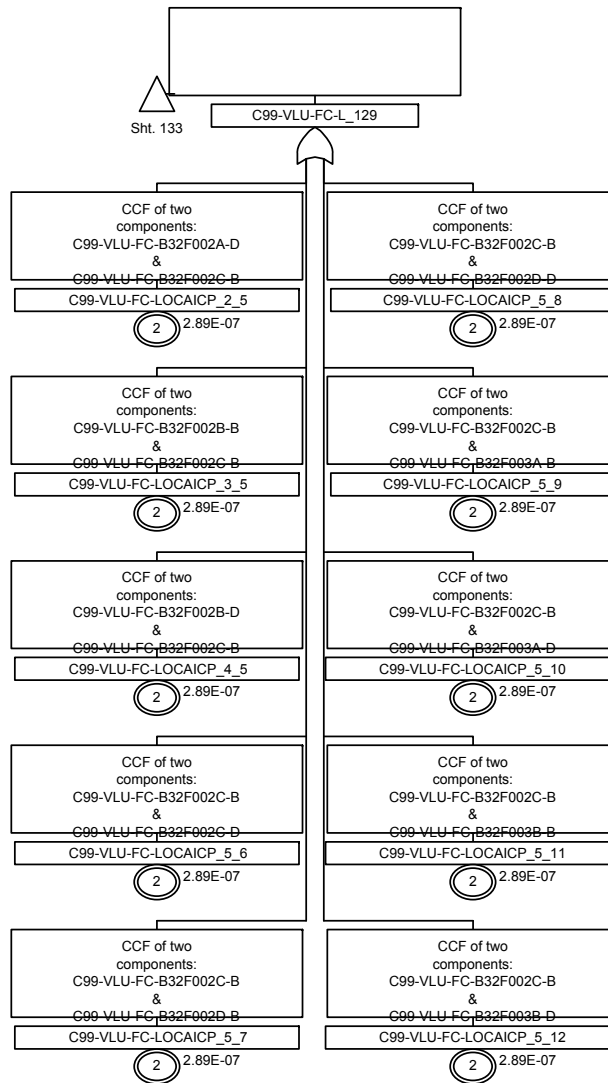 Sht. 133
C99-VLU-FC-L_129
CCF of two
components:
C99-VLU-FC-B32F002A-D
&
C99-VLU-FC-B32F002C-B
C99-VLU-FC-LOCAICP_2_5
2
2.89E-07
CCF of two
components:
C99-VLU-FC-B32F002C-B
&
C99-VLU-FC-B32F002D-D
C99-VLU-FC-LOCAICP_5_8
2
2.89E-07
CCF of two
components:
C99-VLU-FC-B32F002B-B
&
C99-VLU-FC-B32F002C-B
C99-VLU-FC-LOCAICP_3_5
2
2.89E-07
CCF of two
components:
C99-VLU-FC-B32F002C-B
&
C99-VLU-FC-B32F003A-B
C99-VLU-FC-LOCAICP_5_9
2
2.89E-07
CCF of two
components:
C99-VLU-FC-B32F002B-D
&
C99-VLU-FC-B32F002C-B
C99-VLU-FC-LOCAICP_4_5
2
2.89E-07
CCF of two
components:
C99-VLU-FC-B32F002C-B
&
C99-VLU-FC-B32F003A-D
C99-VLU-FC-LOCAICP_5_10
2
2.89E-07
CCF of two
components:
C99-VLU-FC-B32F002C-B
&
C99-VLU-FC-B32F002C-D
C99-VLU-FC-LOCAICP_5_6
2
2.89E-07
CCF of two
components:
C99-VLU-FC-B32F002C-B
&
C99-VLU-FC-B32F003B-B
C99-VLU-FC-LOCAICP_5_11
2
2.89E-07
CCF of two
components:
C99-VLU-FC-B32F002C-B
&
C99-VLU-FC-B32F002D-B
C99-VLU-FC-LOCAICP_5_7
2
2.89E-07
CCF of two
components:
C99-VLU-FC-B32F002C-B
&
C99-VLU-FC-B32F003B-D
C99-VLU-FC-LOCAICP_5_12
2
2.89E-07